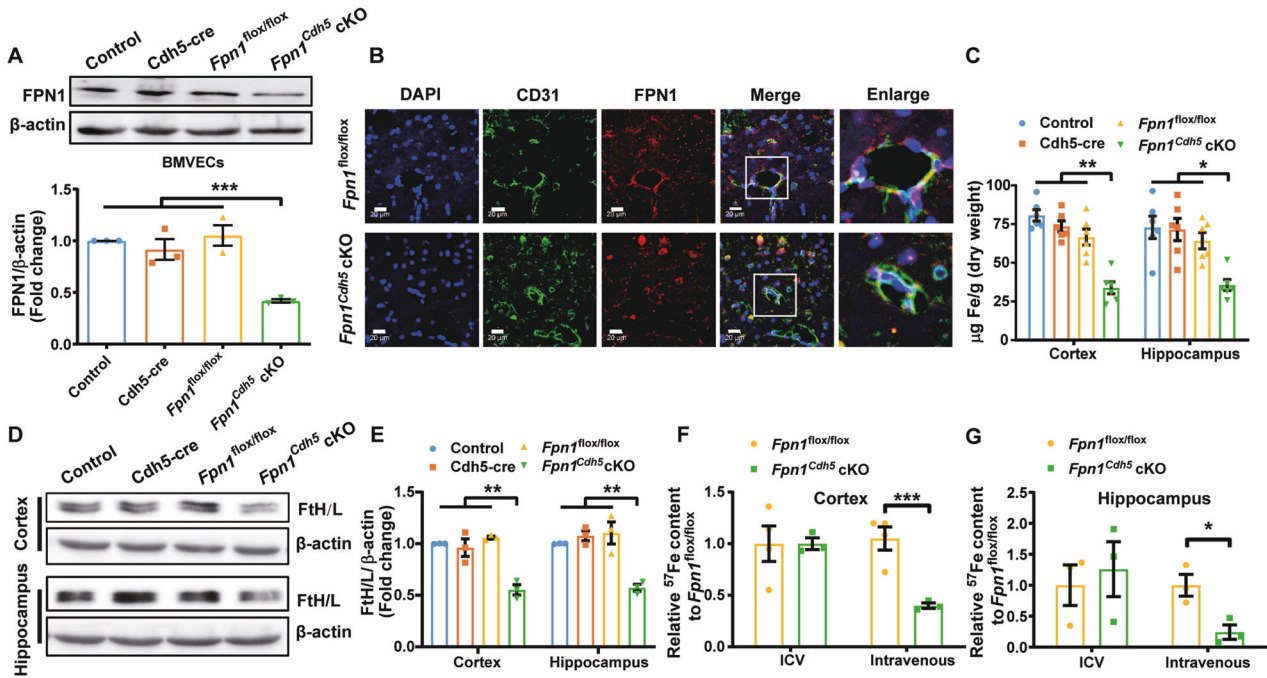 A
Control
Cdh5-cre
Fpn1flox/flox
Fpn1Cdh5 cKO
FPN1
β-actin
BMVECs
***
FPN1/β-actin
(Fold change)
1.5
1.0
0.5
0.0
Control
Cdh5-cre
Fpn1flox/flox
Fpn1Cdh5 cKO
B
DAPI CD31 FPN1 Merge Enlarge
Fpn1flox/flox
20 μm 20 μm 20 μm 20 μm
Fpn1Cdh5 cKO
20 μm 20 μm 20 μm 20 μm
C
Control Fpn1flox/flox
Cdh5-cre Fpn1Cdh5 cKO
** *
μg Fe/g (dry weight)
100
75
50
25
0
Cortex Hippocampus
D
Control
Cdh5-cre
Fpn1flox/flox
Fpn1Cdh5 cKO
Cortex
FtH/L
β-actin
Hippocampus
FtH/L
β-actin
E
Control Fpn1flox/flox
Cdh5-cre Fpn1Cdh5cKO
** **
FtH/L/ β-actin
(Fold change)
1.5
1.0
0.5
0.0
Cortex Hippocampus
F
Fpn1flox/flox
Fpn1Cdh5 cKO
Cortex
***
Relative 57Fe content
to Fpn1flox/flox
1.5
1.0
0.5
0.0
ICV Intravenous
G
Fpn1flox/flox
Fpn1Cdh5 cKO
Hippocampus
*
Relative 57Fe content
to Fpn1flox/flox
2.5
2.0
1.5
1.0
0.5
0.0
ICV Intravenous